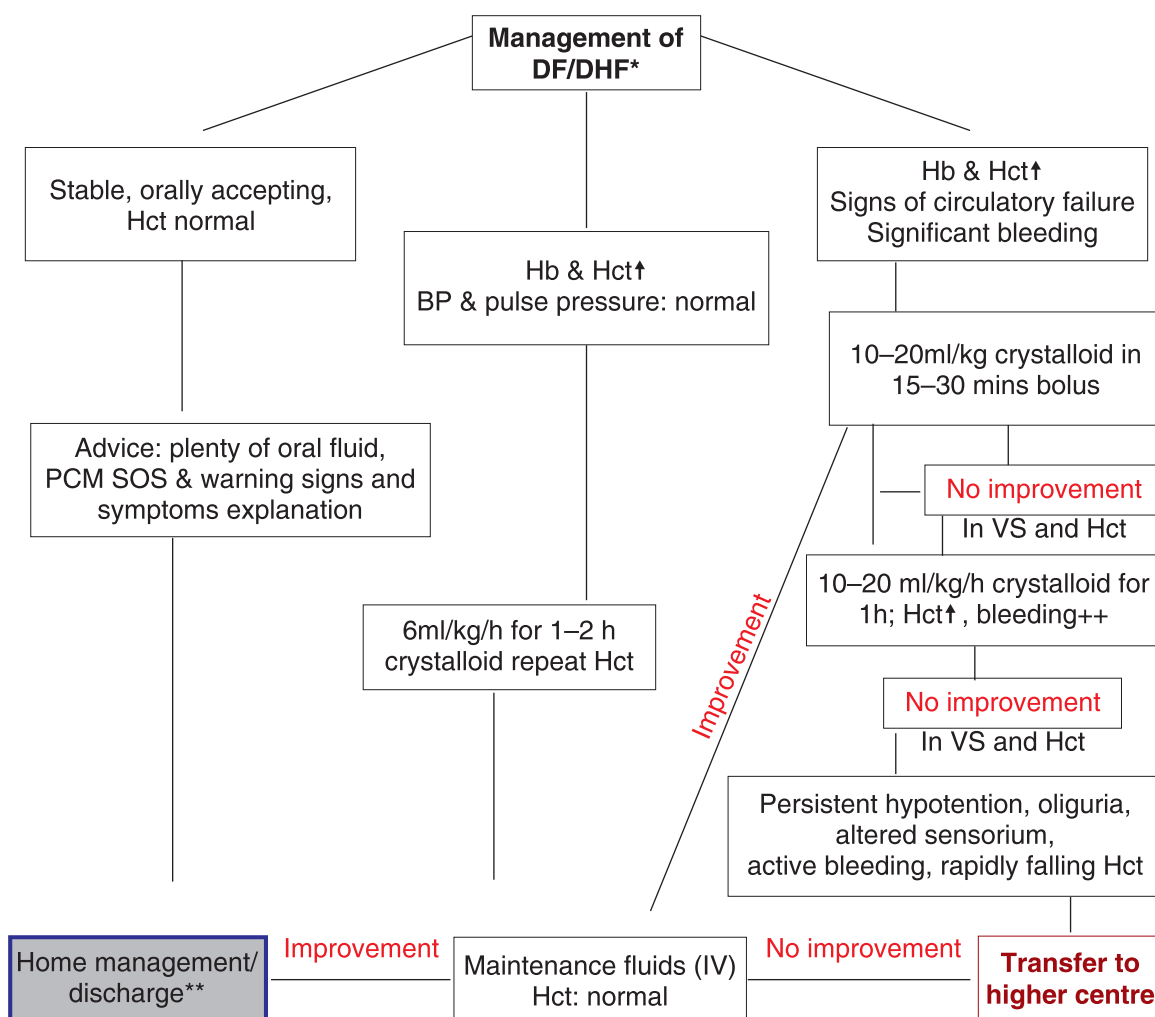 Management of
DF/DHF*
Stable, orally accepting,
Hct normal
Hb & Hct↑
BP & pulse pressure: normal
Hb & Hct↑
Signs of circulatory failure
Significant bleeding
10–20ml/kg crystalloid in
15–30 mins bolus
Advice: plenty of oral fluid,
PCM SOS & warning signs and
symptoms explanation
No improvement
In VS and Hct
10–20 ml/kg/h crystalloid for
1h; Hct↑, bleeding++
6ml/kg/h for 1–2 h
crystalloid repeat Hct
Improvement
No improvement
In VS and Hct
Persistent hypotention, oliguria,
altered sensorium,
active bleeding, rapidly falling Hct
Home management/
discharge**
Improvement
Maintenance fluids (IV)
Hct: normal
No improvement
Transfer to
higher centre